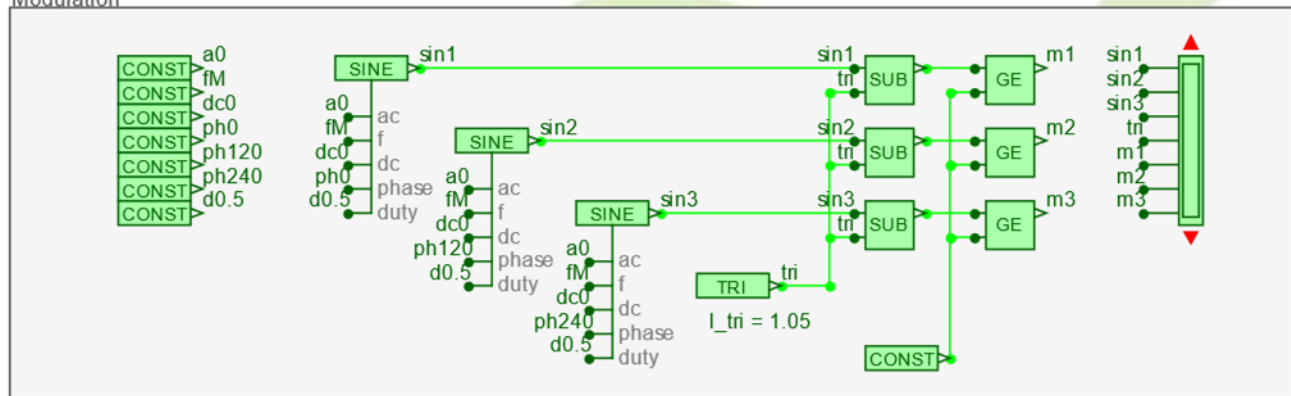 Modulation
CONST a0
CONST fM
CONST dc0
CONST ph0
CONST ph120
CONST ph240
CONST d0.5
SINE sin1
a0 ac
fM f
dc0 dc
ph0 phase
d0.5 duty
SINE sin2
a0 ac
fM f
dc0 dc
ph120 phase
d0.5 duty
SINE sin3
a0 ac
fM f
dc0 dc
ph240 phase
d0.5 duty
TRI tri
I_tri = 1.05
sin1
tri
SUB
GE
m1
sin2
tri
SUB
GE
m2
sin3
tri
SUB
GE
m3
CONST
sin1
sin2
sin3
tri
m1
m2
m3